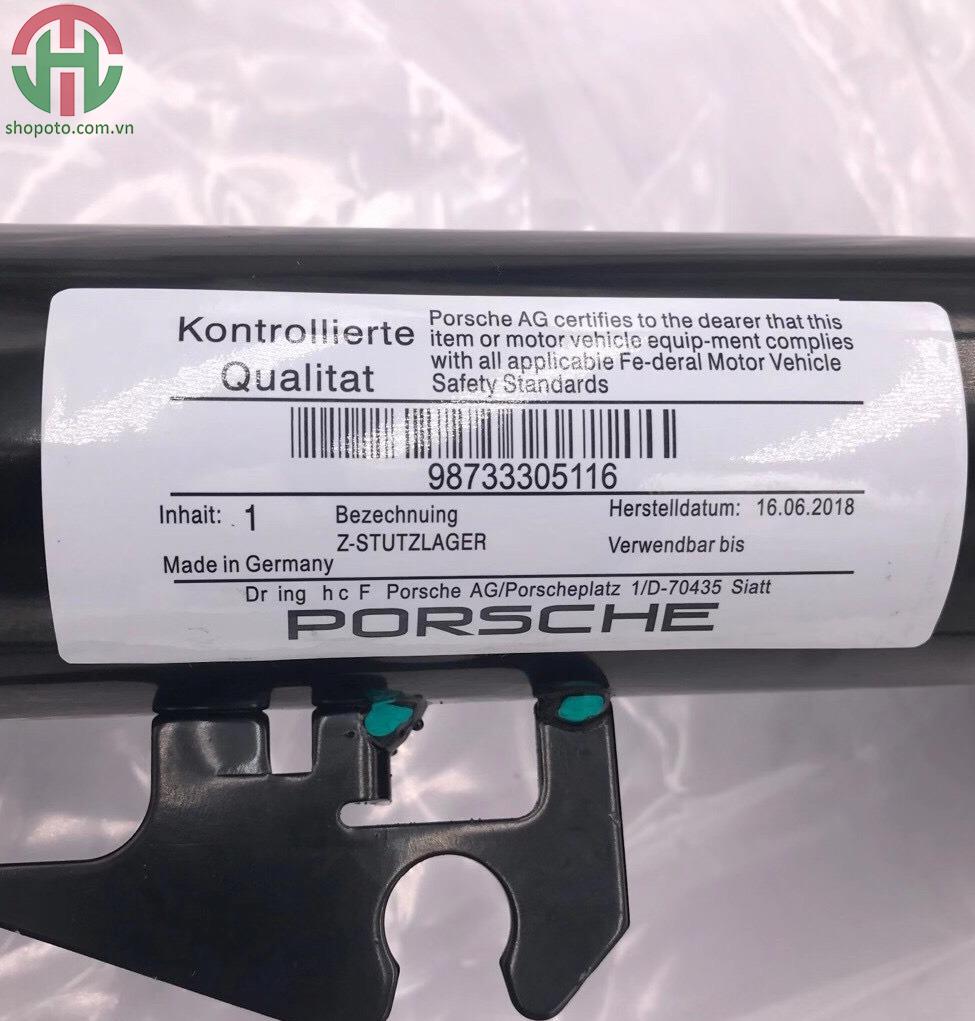 shopoto.com.vn
Kontrollierte
Qualitat
Porsche AG certifies to the dearer that this
item or motor vehicle equip-ment complies
with all applicabie Fe-deral Motor Vehicle
Safety Standards
98733305116
Inhait: 1
Bezechnuing
Z-STUTZLAGER
Herstelldatum: 16.06.2018
Verwendbar bis
Made in Germany
Dr ing h c F Porsche AG/Porscheplatz 1/D-70435 Siatt
PORSCHE